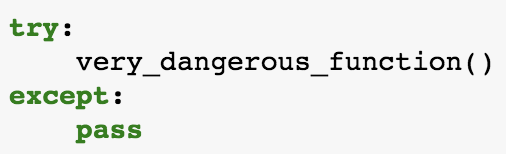 try:
    very_dangerous_function()
except:
    pass